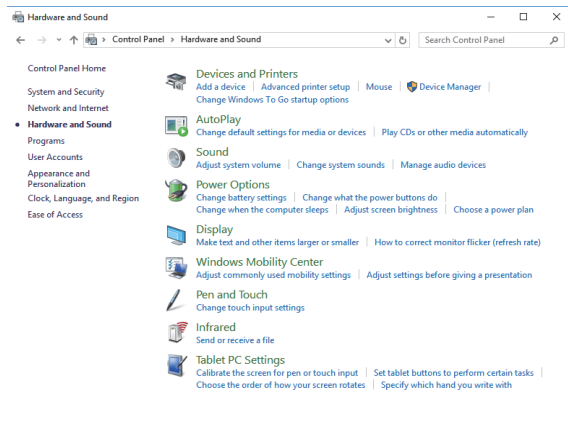 Hardware and Sound
Control Panel > Hardware and Sound
Search Control Panel
Control Panel Home
System and Security
Network and Internet
Hardware and Sound
Programs
User Accounts
Appearance and
Personalization
Clock, Language, and Region
Ease of Access
Devices and Printers
Add a device | Advanced printer setup | Mouse | Device Manager |
Change Windows To Go startup options
AutoPlay
Change default settings for media or devices | Play CDs or other media automatically
Sound
Adjust system volume | Change system sounds | Manage audio devices
Power Options
Change battery settings | Change what the power buttons do |
Change when the computer sleeps | Adjust screen brightness | Choose a power plan
Display
Make text and other items larger or smaller | How to correct monitor flicker (refresh rate)
Windows Mobility Center
Adjust commonly used mobility settings | Adjust settings before giving a presentation
Pen and Touch
Change touch input settings
Infrared
Send or receive a file
Tablet PC Settings
Calibrate the screen for pen or touch input | Set tablet buttons to perform certain tasks |
Choose the order of how your screen rotates | Specify which hand you write with